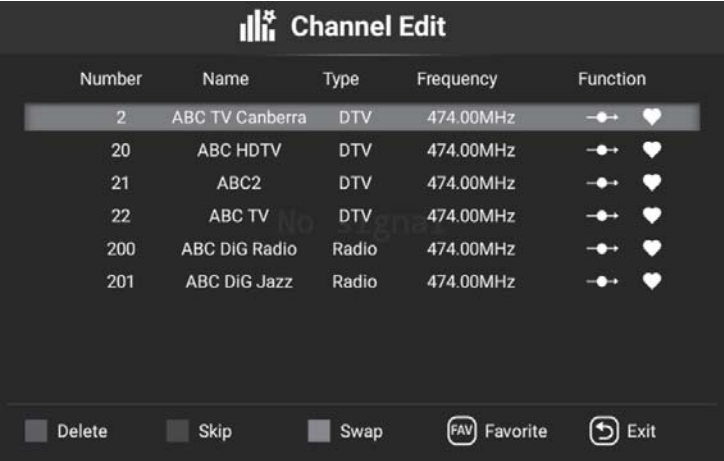 Channel Edit
Number Name Type Frequency Function
2 ABC TV Canberra DTV 474.00MHz
20 ABC HDTV DTV 474.00MHz
21 ABC2 DTV 474.00MHz
22 ABC TV DTV 474.00MHz
No signal
200 ABC DiG Radio Radio 474.00MHz
201 ABC DiG Jazz Radio 474.00MHz
Delete Skip Swap FAV Favorite Exit